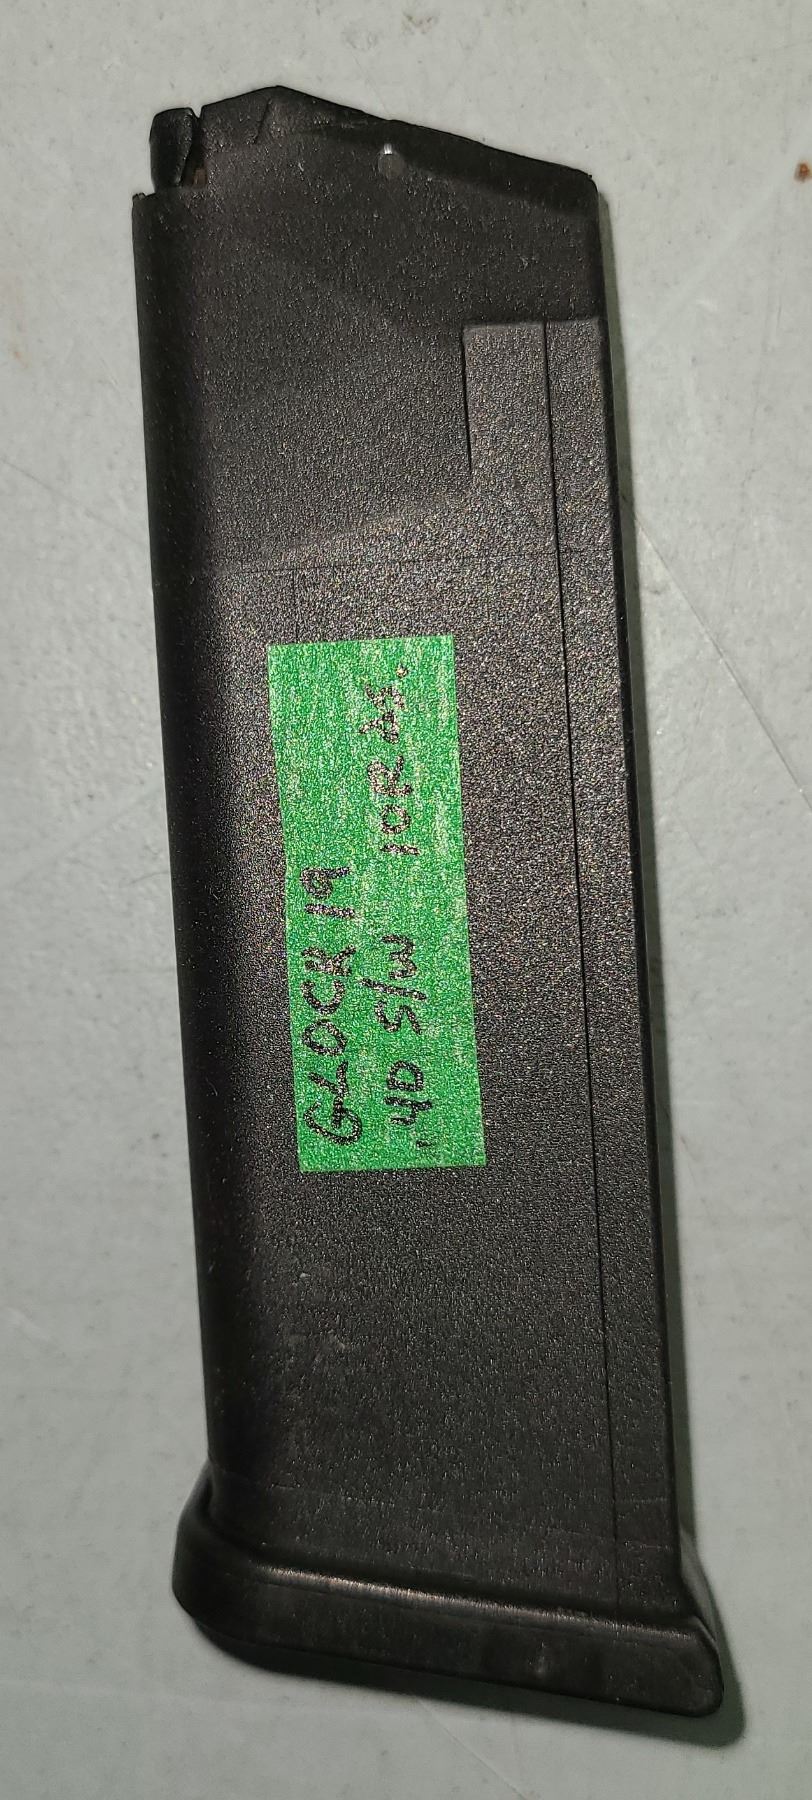 GLOCK 19
.40 S/W 10RDS.